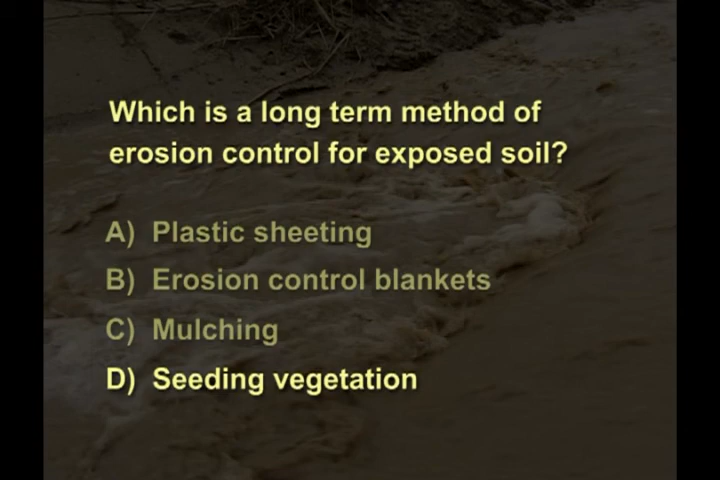 Which is a long term method of
erosion control for exposed soil?
A) Plastic sheeting
B) Erosion control blankets
C) Mulching
D) Seeding vegetation